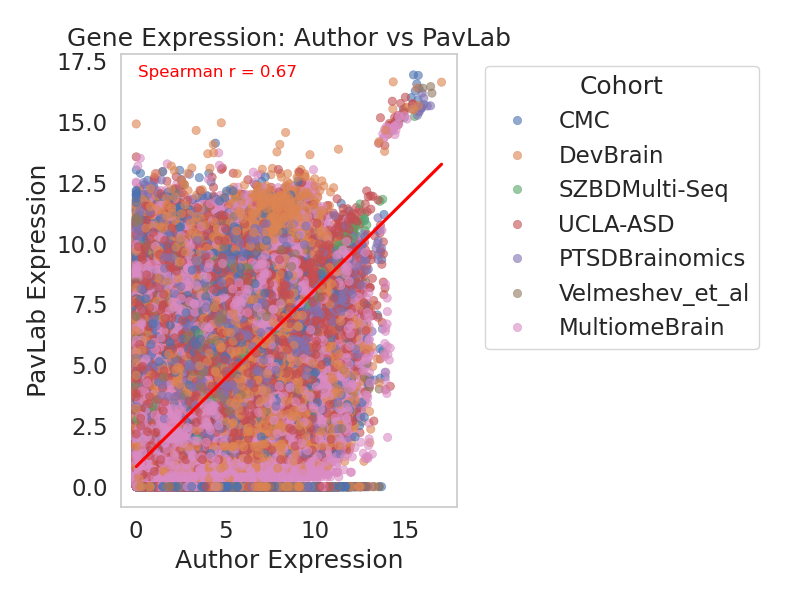 Gene Expression: Author vs PavLab
Spearman r = 0.67
17.5
15.0
12.5
10.0
7.5
5.0
2.5
0.0
PavLab Expression
0 5 10 15
Author Expression
Cohort
CMC
DevBrain
SZBDMulti-Seq
UCLA-ASD
PTSDBrainomics
Velmeshev_et_al
MultiomeBrain